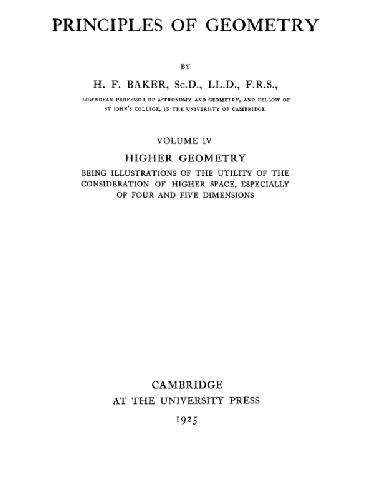 PRINCIPLES OF GEOMETRY
BY
H. F. BAKER, Sc.D., LL.D., F.R.S.,
LOWNDEAN PROFESSOR OF ASTRONOMY AND GEOMETRY, AND FELLOW OF
ST JOHN'S COLLEGE, IN THE UNIVERSITY OF CAMBRIDGE
VOLUME IV
HIGHER GEOMETRY
BEING ILLUSTRATIONS OF THE UTILITY OF THE
CONSIDERATION OF HIGHER SPACE, ESPECIALLY
OF FOUR AND FIVE DIMENSIONS
CAMBRIDGE
AT THE UNIVERSITY PRESS
1925